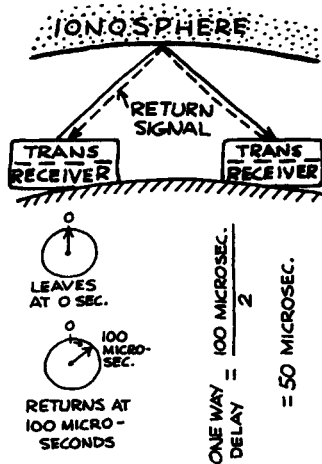 IONOSPHERE
RETURN
SIGNAL
TRANS
RECEIVER
TRANS
RECEIVER
0
LEAVES
AT 0 SEC.
0
100
MICRO-
SEC.
RETURNS AT
100 MICRO-
SECONDS
ONE WAY
DELAY = 100 MICROSEC.
2
= 50 MICROSEC.